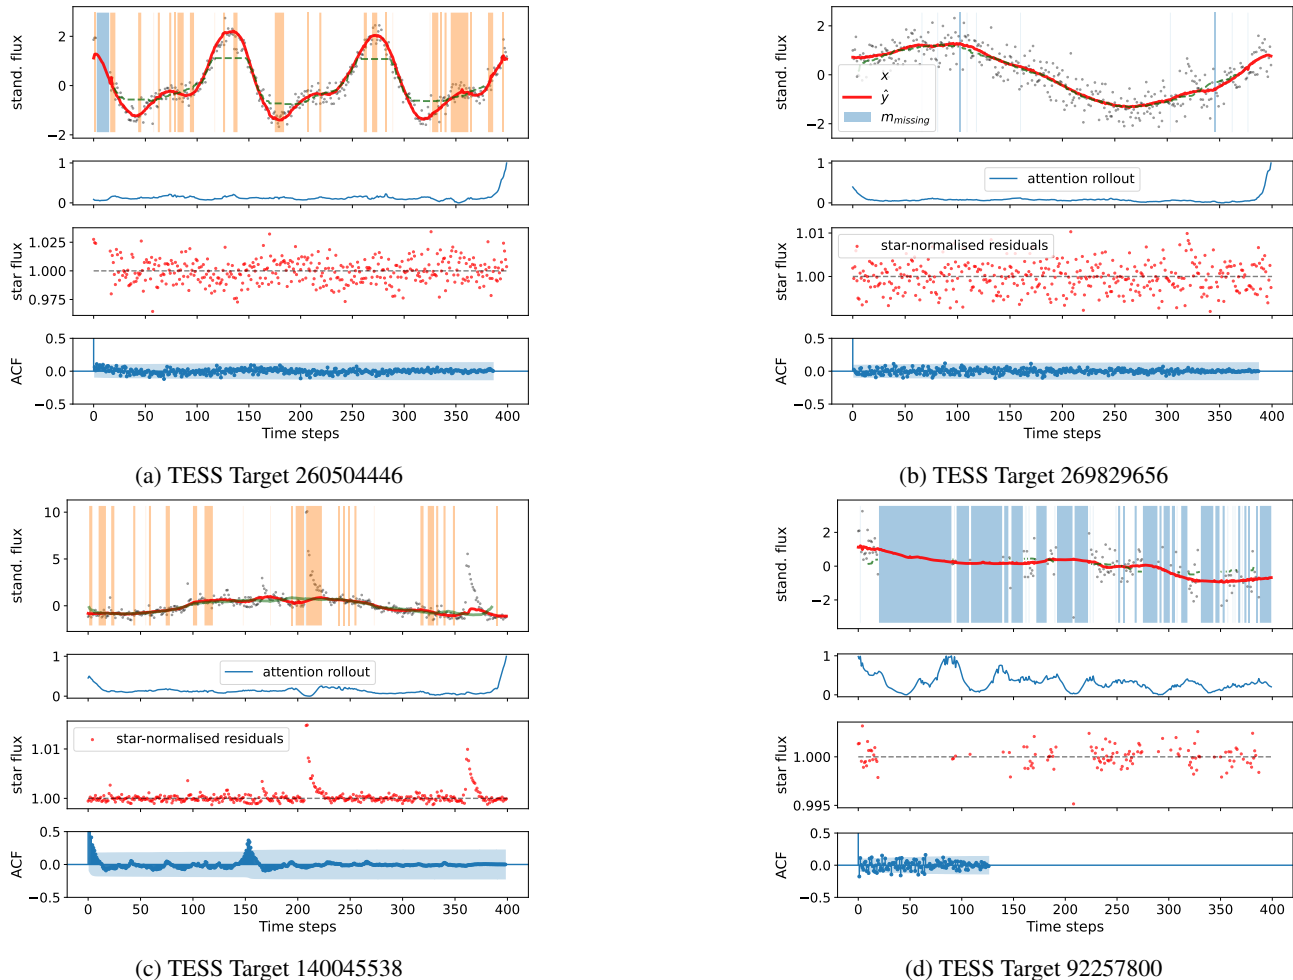 stand. flux
2
0
−2
1
0
star flux
1.025
1.000
0.975
ACF
0.5
0.0
−0.5
0 50 100 150 200 250 300 350 400
Time steps
(a) TESS Target 260504446
stand. flux
2
0
−2
x
ŷ
m_missing
1
0
attention rollout
star flux
1.01
1.00
star-normalised residuals
ACF
0.5
0.0
−0.5
0 50 100 150 200 250 300 350 400
Time steps
(b) TESS Target 269829656
stand. flux
10
5
0
1
0
attention rollout
star flux
1.01
1.00
star-normalised residuals
ACF
0.5
0.0
−0.5
0 50 100 150 200 250 300 350 400
Time steps
(c) TESS Target 140045538
stand. flux
2
0
−2
1
0
star flux
1.000
0.995
ACF
0.5
0.0
−0.5
0 50 100 150 200 250 300 350 400
Time steps
(d) TESS Target 92257800